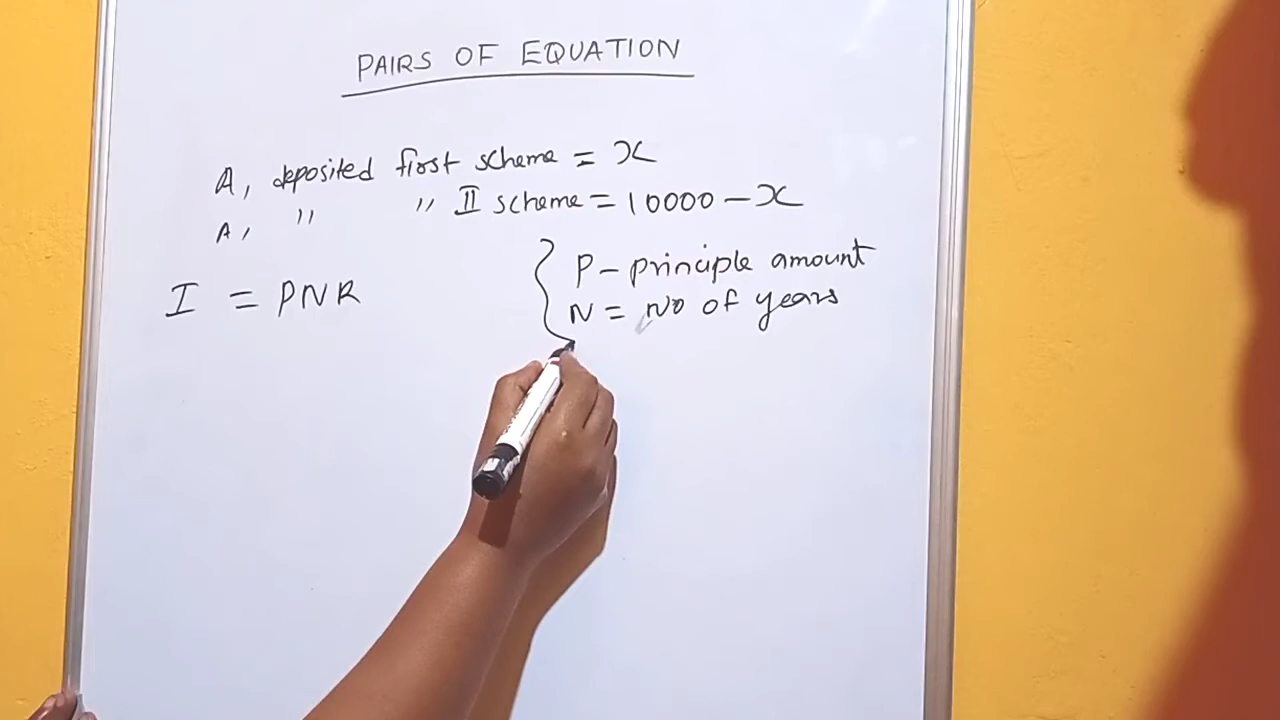 PAIRS OF EQUATION
A, deposited first scheme = x
A, " " II scheme = 10000 - x
I = PNR
P - principle amount
N = No of years